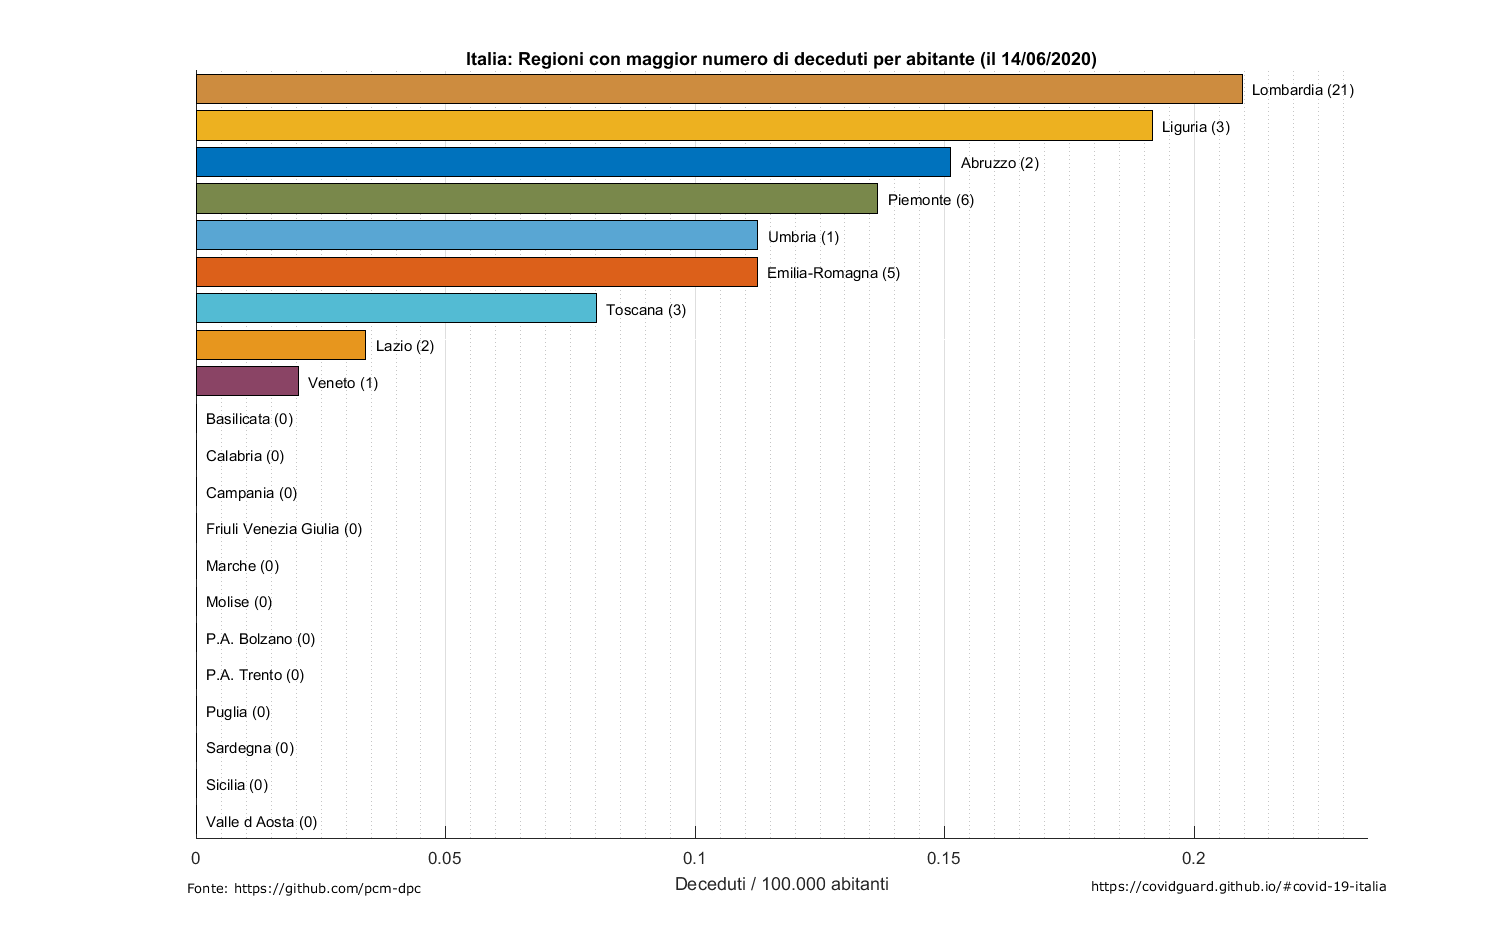 Italia: Regioni con maggior numero di deceduti per abitante (il 14/06/2020)
Lombardia (21)
Liguria (3)
Abruzzo (2)
Piemonte (6)
Umbria (1)
Emilia-Romagna (5)
Toscana (3)
Lazio (2)
Veneto (1)
Basilicata (0)
Calabria (0)
Campania (0)
Friuli Venezia Giulia (0)
Marche (0)
Molise (0)
P.A. Bolzano (0)
P.A. Trento (0)
Puglia (0)
Sardegna (0)
Sicilia (0)
Valle d Aosta (0)
0 0.05 0.1 0.15 0.2
Deceduti / 100.000 abitanti
Fonte: https://github.com/pcm-dpc
https://covidguard.github.io/#covid-19-italia